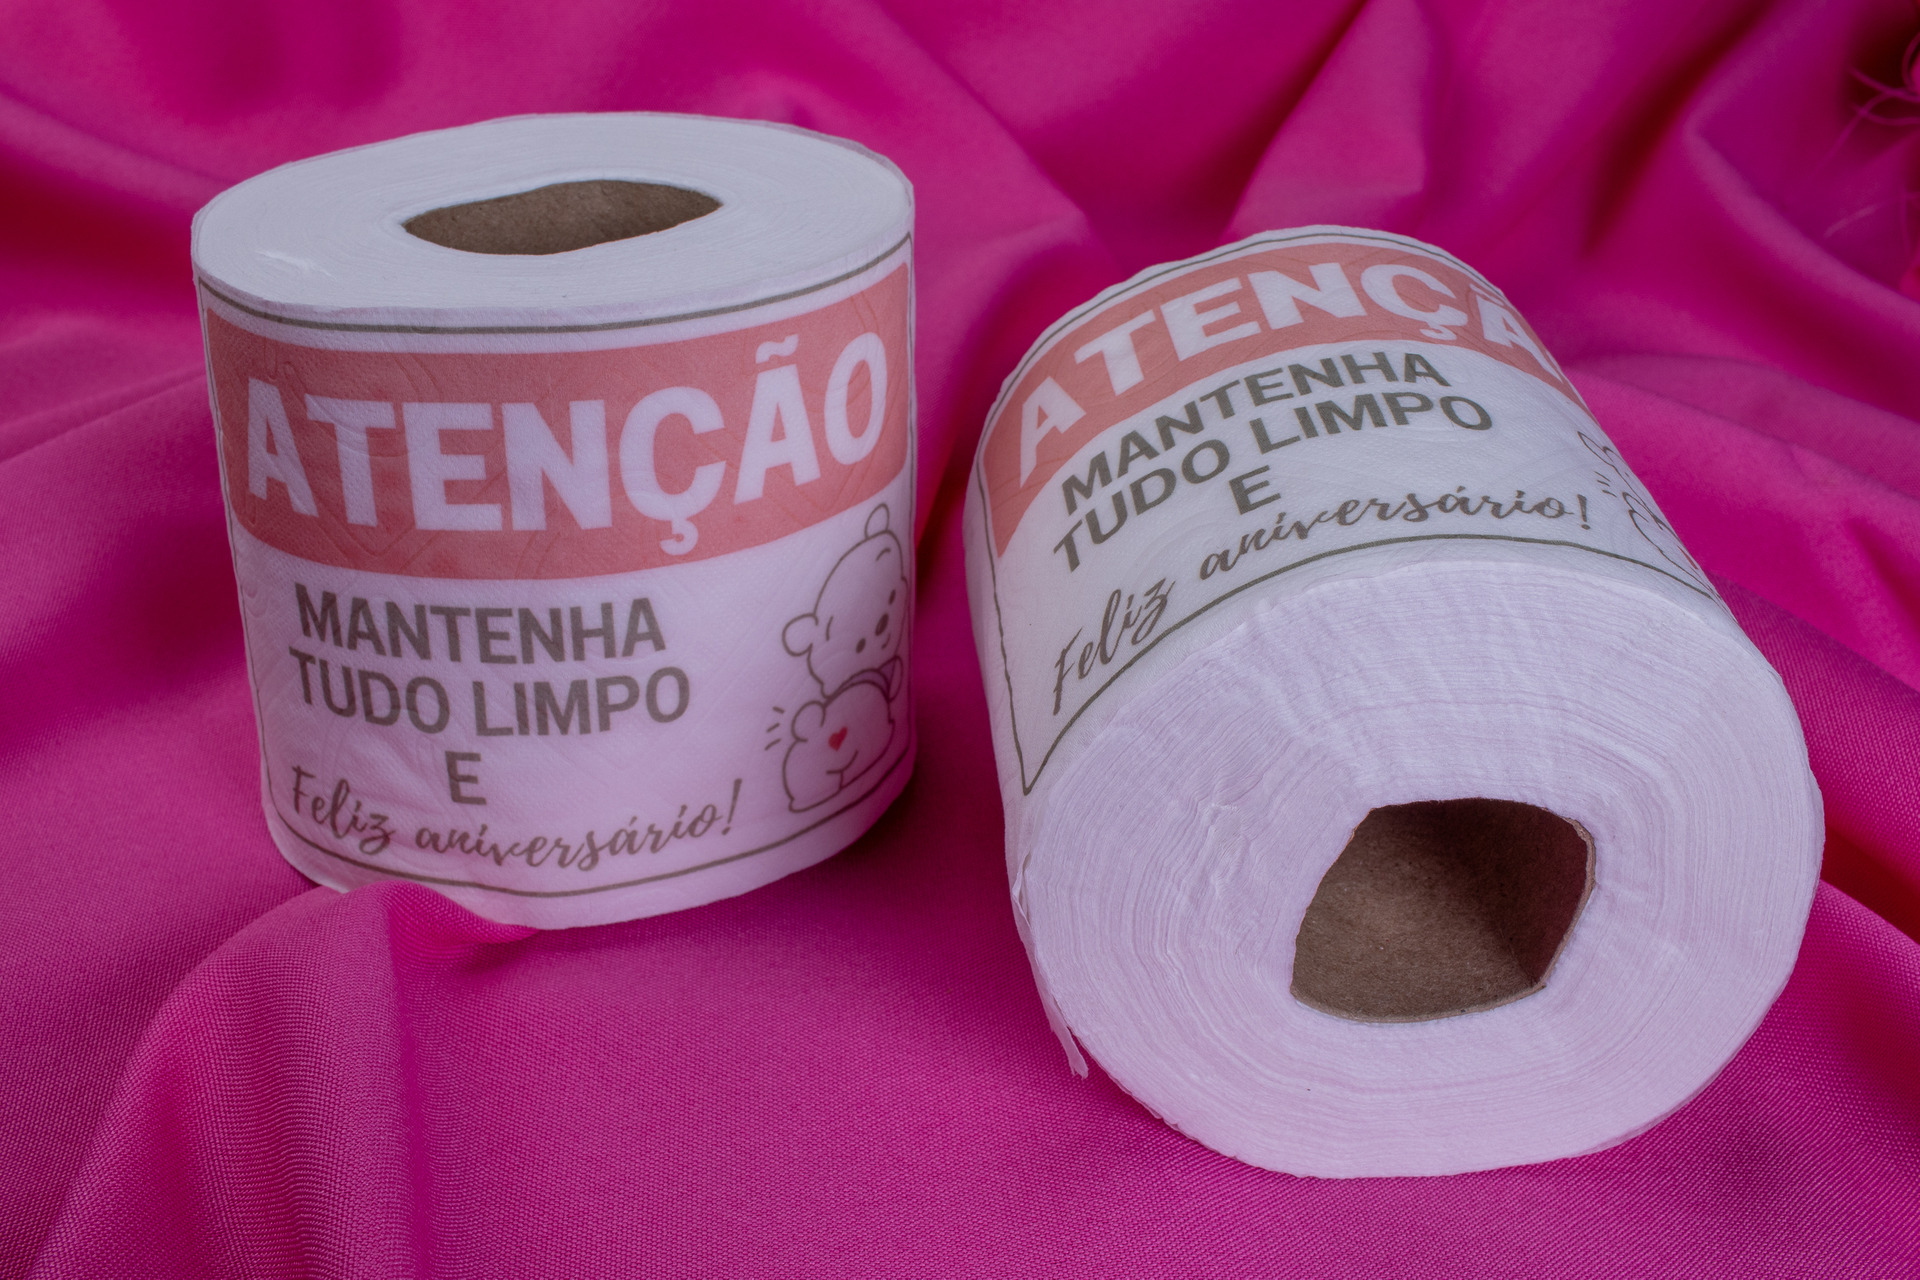 ATENÇÃO
MANTENHA
TUDO LIMPO
E
Feliz aniversário!
ATENÇÃ
MANTENHA
TUDO LIMPO
E
Feliz aniversário!